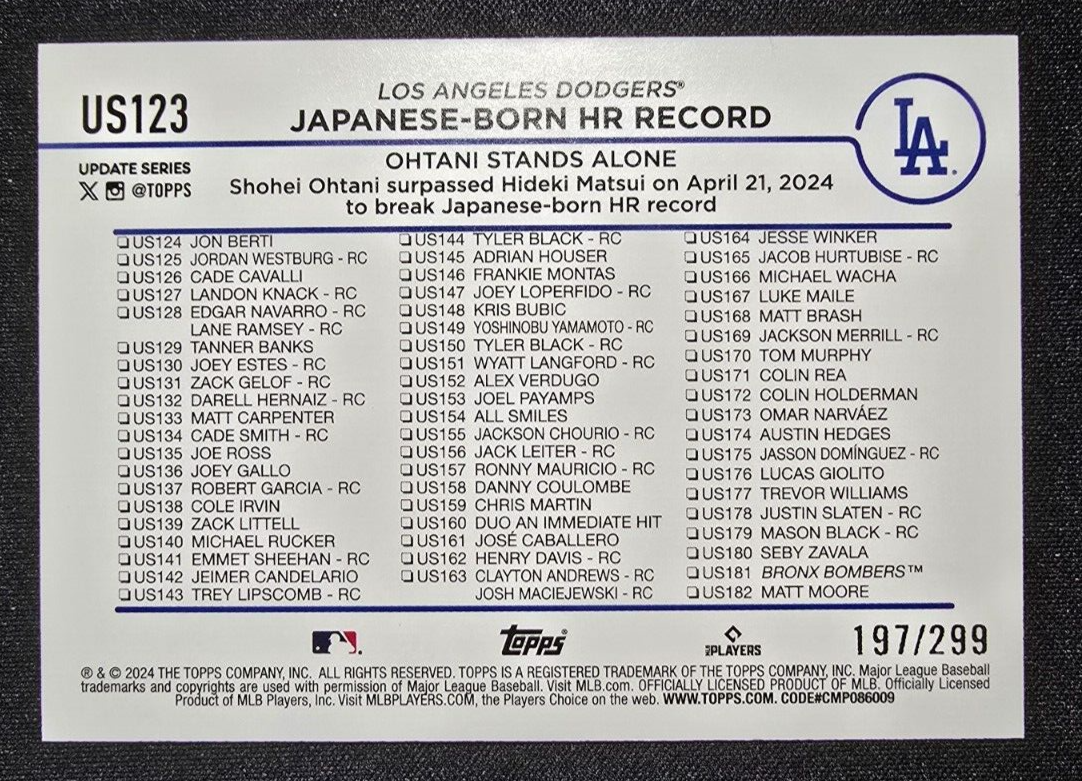 US123
LOS ANGELES DODGERS®
JAPANESE-BORN HR RECORD
LA
UPDATE SERIES
X @TOPPS
OHTANI STANDS ALONE
Shohei Ohtani surpassed Hideki Matsui on April 21, 2024
to break Japanese-born HR record
US124 JON BERTI
US125 JORDAN WESTBURG - RC
US126 CADE CAVALLI
US127 LANDON KNACK - RC
US128 EDGAR NAVARRO - RC
LANE RAMSEY - RC
US129 TANNER BANKS
US130 JOEY ESTES - RC
US131 ZACK GELOF - RC
US132 DARELL HERNAIZ - RC
US133 MATT CARPENTER
US134 CADE SMITH - RC
US135 JOE ROSS
US136 JOEY GALLO
US137 ROBERT GARCIA - RC
US138 COLE IRVIN
US139 ZACK LITTELL
US140 MICHAEL RUCKER
US141 EMMET SHEEHAN - RC
US142 JEIMER CANDELARIO
US143 TREY LIPSCOMB - RC
US144 TYLER BLACK - RC
US145 ADRIAN HOUSER
US146 FRANKIE MONTAS
US147 JOEY LOPERFIDO - RC
US148 KRIS BUBIC
US149 YOSHINOBU YAMAMOTO - RC
US150 TYLER BLACK - RC
US151 WYATT LANGFORD - RC
US152 ALEX VERDUGO
US153 JOEL PAYAMPS
US154 ALL SMILES
US155 JACKSON CHOURIO - RC
US156 JACK LEITER - RC
US157 RONNY MAURICIO - RC
US158 DANNY COULOMBE
US159 CHRIS MARTIN
US160 DUO AN IMMEDIATE HIT
US161 JOSÉ CABALLERO
US162 HENRY DAVIS - RC
US163 CLAYTON ANDREWS - RC
JOSH MACIEJEWSKI - RC
US164 JESSE WINKER
US165 JACOB HURTUBISE - RC
US166 MICHAEL WACHA
US167 LUKE MAILE
US168 MATT BRASH
US169 JACKSON MERRILL - RC
US170 TOM MURPHY
US171 COLIN REA
US172 COLIN HOLDERMAN
US173 OMAR NARVÁEZ
US174 AUSTIN HEDGES
US175 JASSON DOMÍNGUEZ - RC
US176 LUCAS GIOLITO
US177 TREVOR WILLIAMS
US178 JUSTIN SLATEN - RC
US179 MASON BLACK - RC
US180 SEBY ZAVALA
US181 BRONX BOMBERS™
US182 MATT MOORE
Topps®
MLB PLAYERS
197/299
® & © 2024 THE TOPPS COMPANY, INC. ALL RIGHTS RESERVED. TOPPS IS A REGISTERED TRADEMARK OF THE TOPPS COMPANY, INC. Major League Baseball
trademarks and copyrights are used with permission of Major League Baseball. Visit MLB.com. OFFICIALLY LICENSED PRODUCT OF MLB. Officially Licensed
Product of MLB Players, Inc. Visit MLBPLAYERS.COM, the Players Choice on the web. WWW.TOPPS.COM. CODE#CMP086009